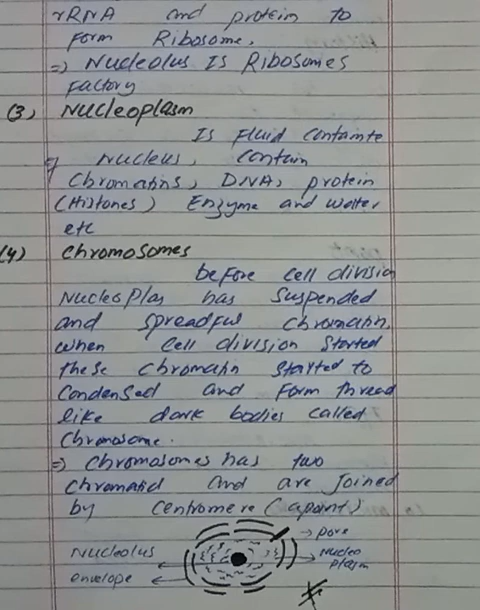 rRNA and protein to
form Ribosome.
=> Nucleolus Is Ribosomes
factory
(3) Nucleoplasm
Is Fluid containte
of nucleus, contain
Chromatins, DNA, protein
(Histones) Enzyme and water
etc
(4) Chromosomes
before cell division
Nucleoplas has suspended
and spreadful chromatin,
when cell division started
these chromatin started to
condensed and form thread
like dark bodies called
chromosome.
=> Chromosomes has two
chromatid and are joined
by centromere (a point)
-> pore
Nucleolus nucleo
plasm
envelope